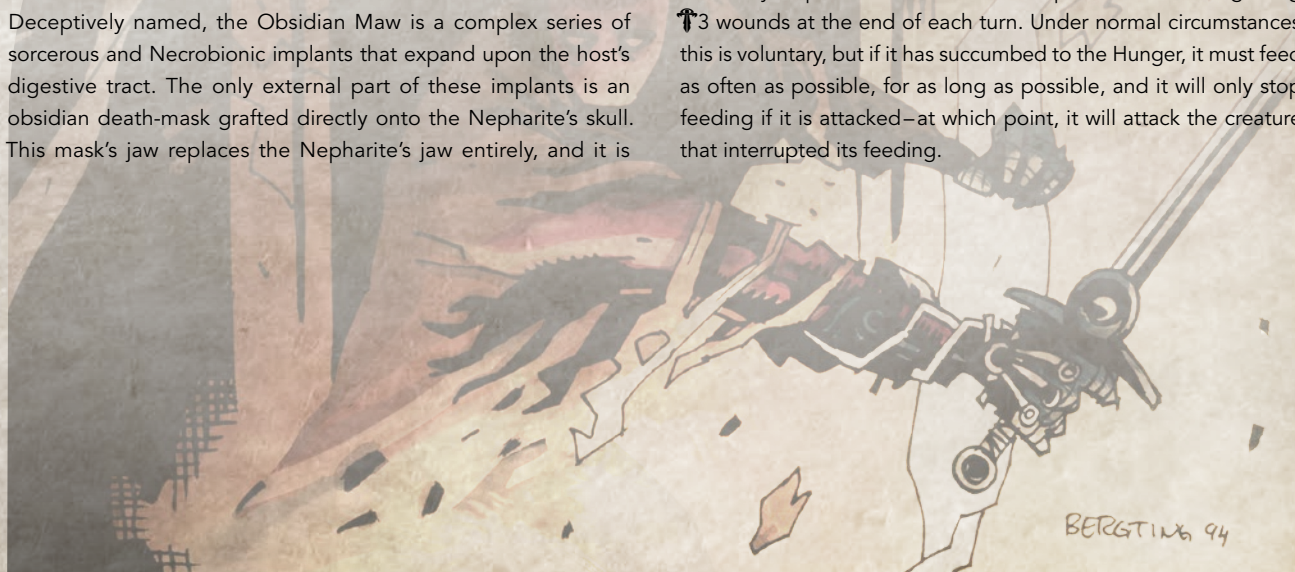 Deceptively named, the Obsidian Maw is a complex series of
sorcerous and Necrobionic implants that expand upon the host’s
digestive tract. The only external part of these implants is an
obsidian death-mask grafted directly onto the Nepharite’s skull.
This mask’s jaw replaces the Nepharite’s jaw entirely, and it is
3 wounds at the end of each turn. Under normal circumstances
this is voluntary, but if it has succumbed to the Hunger, it must feed
as often as possible, for as long as possible, and it will only stop
feeding if it is attacked–at which point, it will attack the creature
that interrupted its feeding.
BERGTING 94